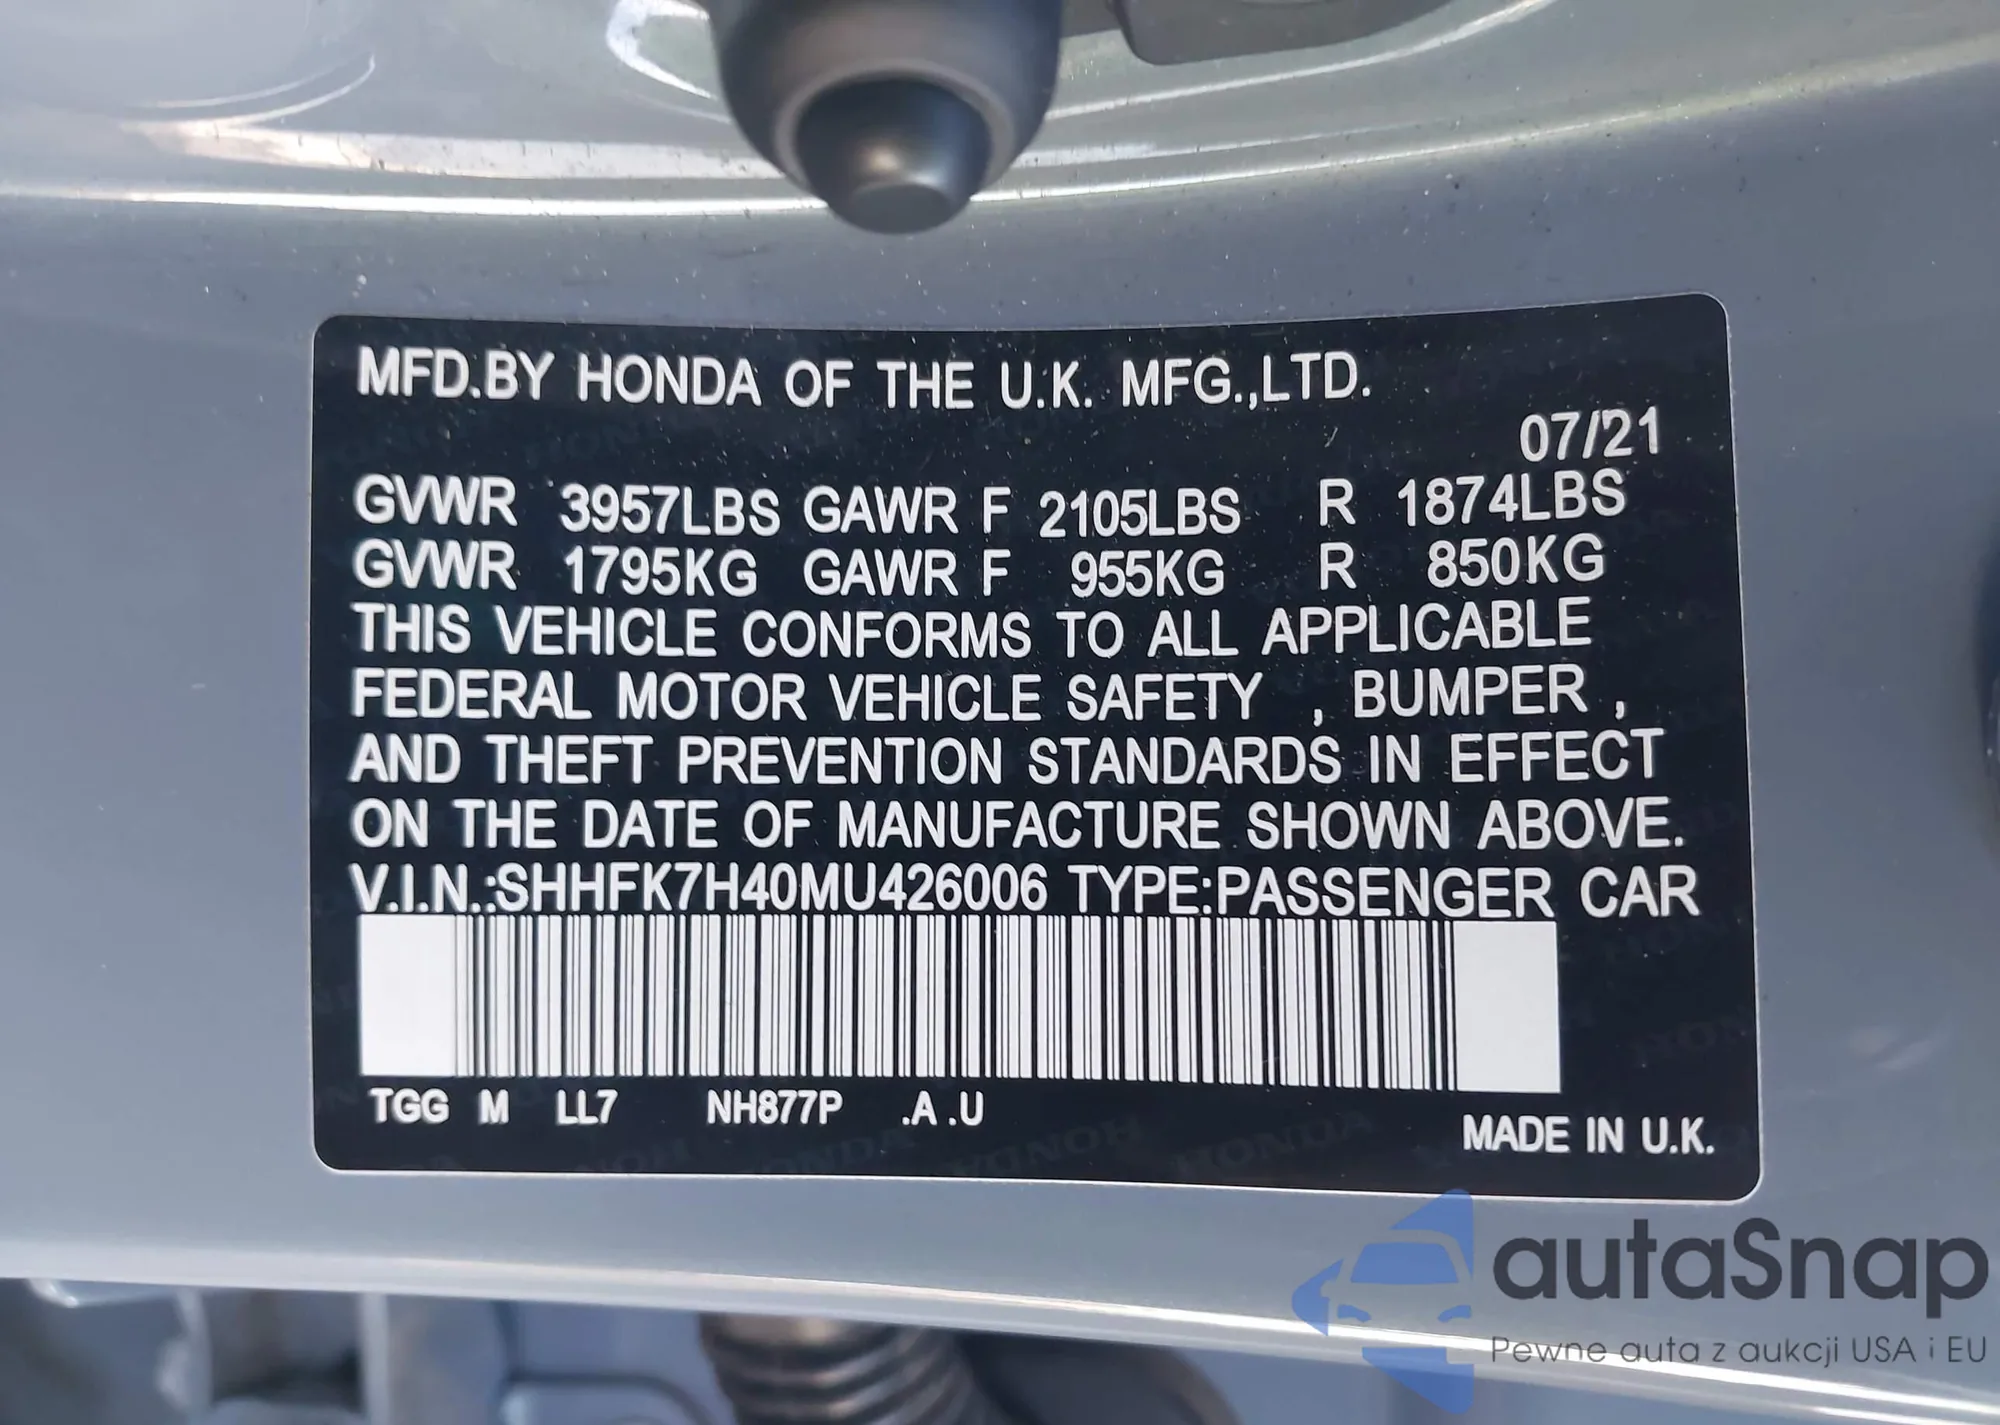 MFD.BY HONDA OF THE U.K. MFG.,LTD.
07/21
GVWR 3957LBS GAWR F 2105LBS R 1874LBS
GVWR 1795KG GAWR F 955KG R 850KG
THIS VEHICLE CONFORMS TO ALL APPLICABLE
FEDERAL MOTOR VEHICLE SAFETY , BUMPER ,
AND THEFT PREVENTION STANDARDS IN EFFECT
ON THE DATE OF MANUFACTURE SHOWN ABOVE.
V.I.N.:SHHFK7H40MU426006 TYPE:PASSENGER CAR
TGG M LL7 NH877P .A .U
MADE IN U.K.
autaSnap
Pewne auta z aukcji USA i EU